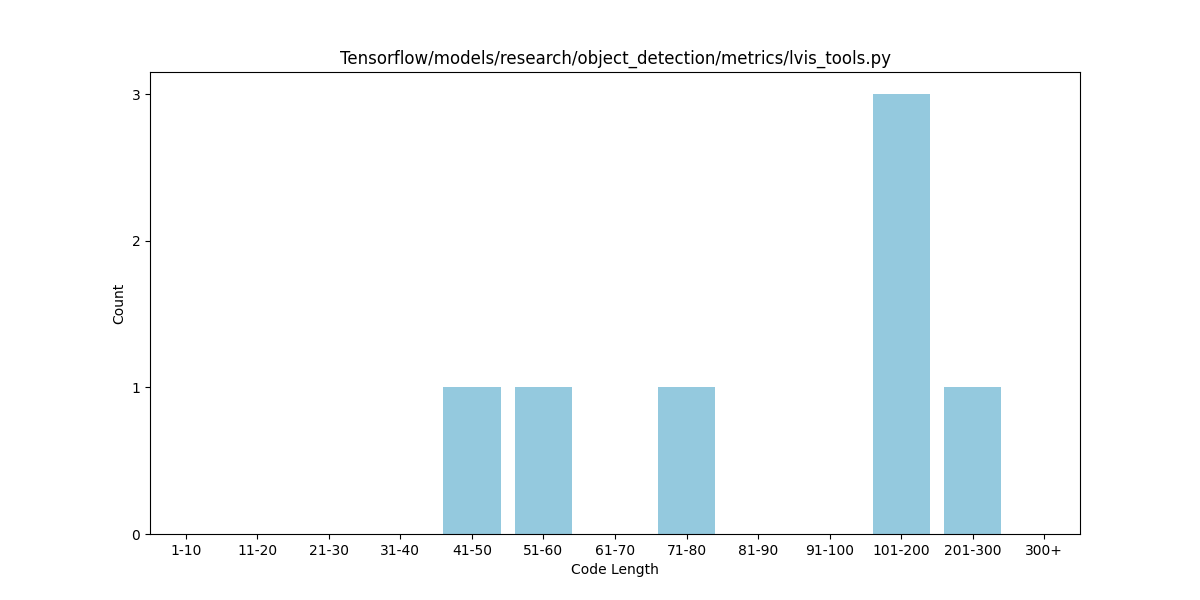 Tensorflow/models/research/object_detection/metrics/lvis_tools.py
3
2
1
0
Count
1-10 11-20 21-30 31-40 41-50 51-60 61-70 71-80 81-90 91-100 101-200 201-300 300+
Code Length